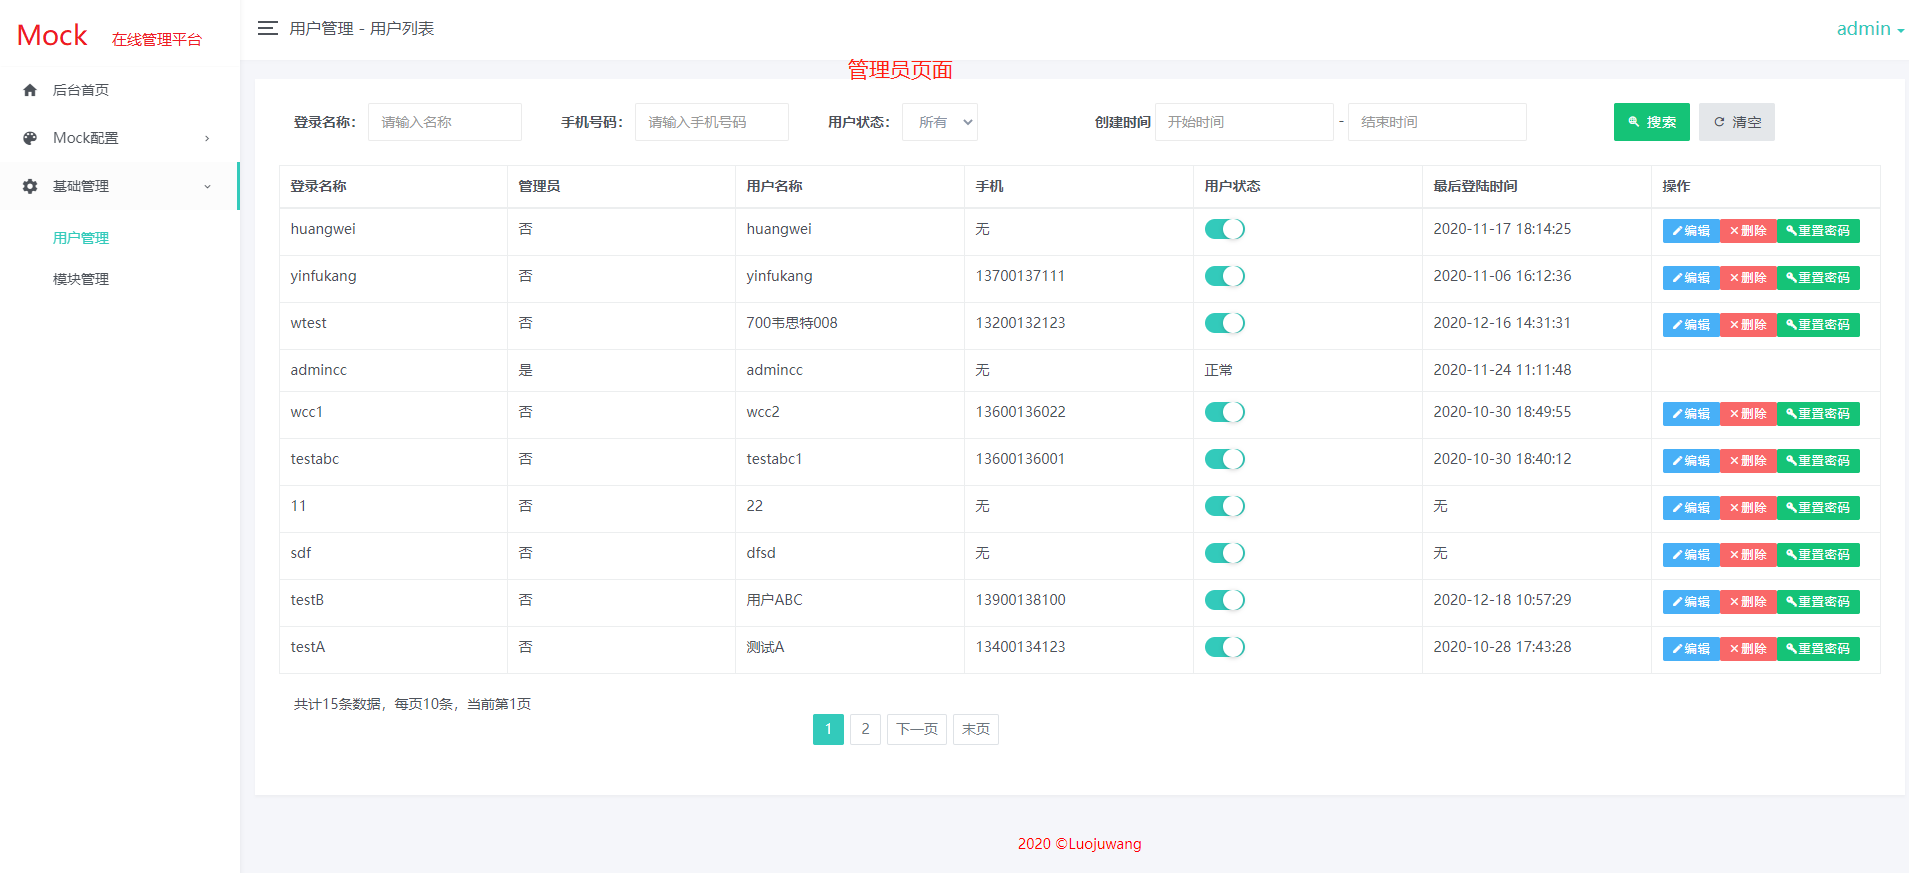 Mock 在线管理平台
用户管理 - 用户列表
admin
后台首页
Mock配置
基础管理
用户管理
模块管理
管理员页面
登录名称： 请输入名称 手机号码： 请输入手机号码 用户状态： 所有 创建时间 开始时间 - 结束时间 搜索 清空
登录名称 管理员 用户名称 手机 用户状态 最后登陆时间 操作
huangwei 否 huangwei 无 2020-11-17 18:14:25 编辑 删除 重置密码
yinfukang 否 yinfukang 13700137111 2020-11-06 16:12:36 编辑 删除 重置密码
wtest 否 700韦思特008 13200132123 2020-12-16 14:31:31 编辑 删除 重置密码
admincc 是 admincc 无 正常 2020-11-24 11:11:48
wcc1 否 wcc2 13600136022 2020-10-30 18:49:55 编辑 删除 重置密码
testabc 否 testabc1 13600136001 2020-10-30 18:40:12 编辑 删除 重置密码
11 否 22 无 无 编辑 删除 重置密码
sdf 否 dfsd 无 无 编辑 删除 重置密码
testB 否 用户ABC 13900138100 2020-12-18 10:57:29 编辑 删除 重置密码
testA 否 测试A 13400134123 2020-10-28 17:43:28 编辑 删除 重置密码
共计15条数据，每页10条，当前第1页
1 2 下一页 末页
2020 ©Luojuwang